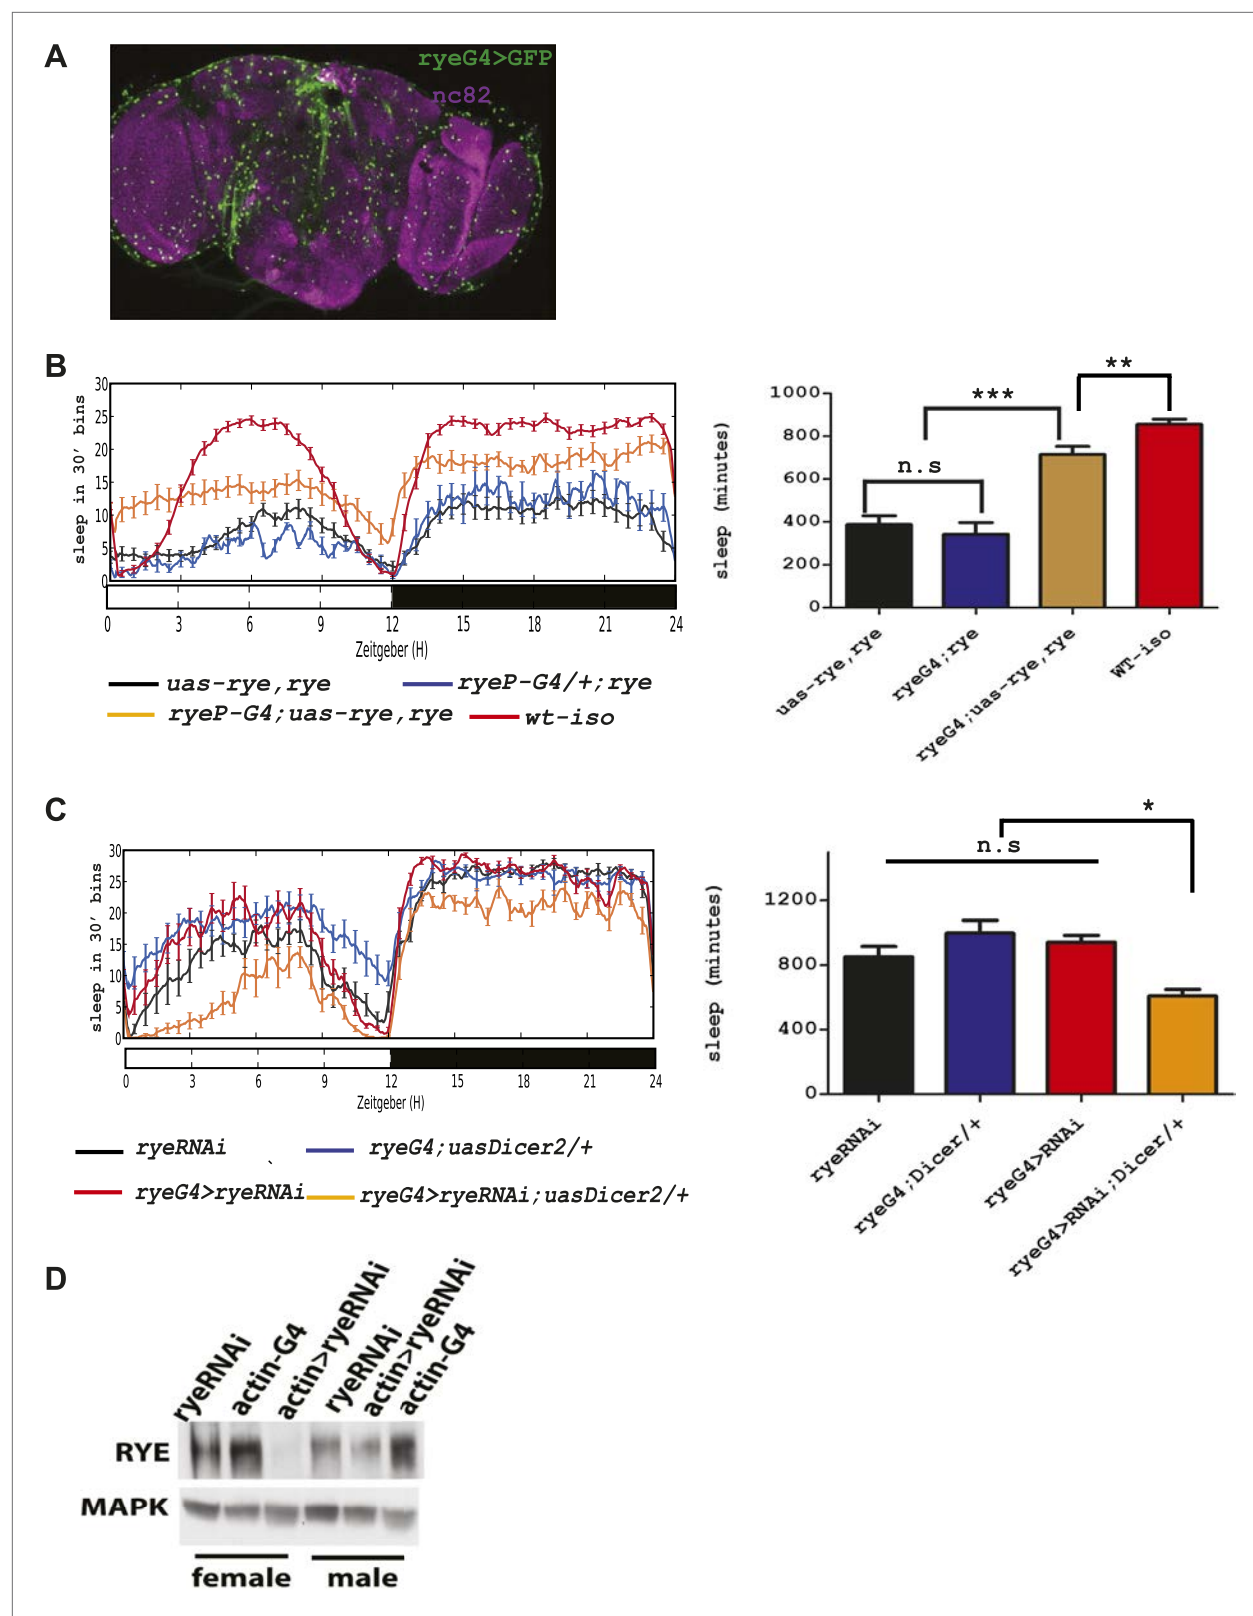 A
ryeG4>GFP
nc82
B
sleep in 30' bins
30
25
20
15
10
5
0
0 3 6 9 12 15 18 21 24
Zeitgeber (H)
uas-rye,rye
ryeP-G4/+;rye
ryeP-G4;uas-rye,rye
wt-iso
sleep (minutes)
1000
800
600
400
200
0
n.s
***
**
uas-rye,rye
ryeG4;rye
ryeG4;uas-rye,rye
WT-iso
C
sleep in 30' bins
30
25
20
15
10
5
0
0 3 6 9 12 15 18 21 24
Zeitgeber (H)
ryeRNAi
ryeG4;uasDicer2/+
ryeG4>ryeRNAi
ryeG4>ryeRNAi;uasDicer2/+
sleep (minutes)
1200
800
400
0
n.s
*
ryeRNAi
ryeG4;Dicer/+
ryeG4>RNAi
ryeG4>RNAi;Dicer/+
D
ryeRNAi
actin-G4
actin>ryeRNAi
ryeRNAi
actin>ryeRNAi
actin-G4
RYE
MAPK
female
male